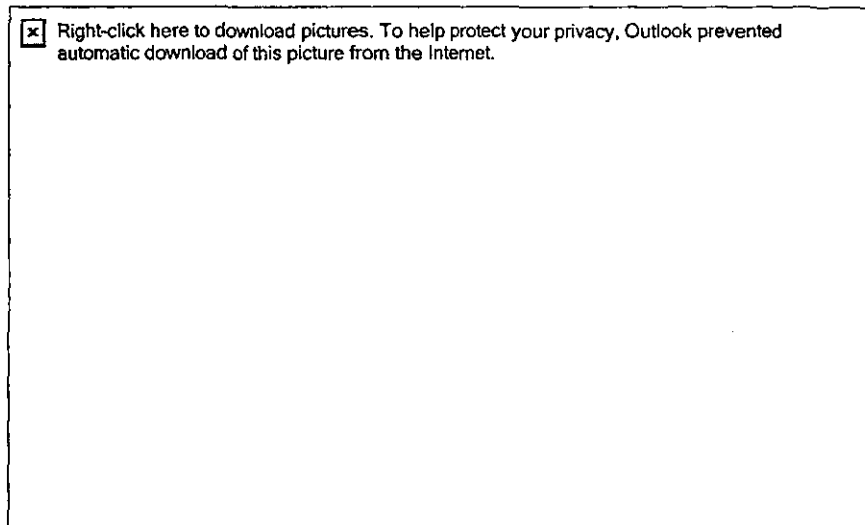 Right-click here to download pictures. To help protect your privacy, Outlook prevented
automatic download of this picture from the Internet.